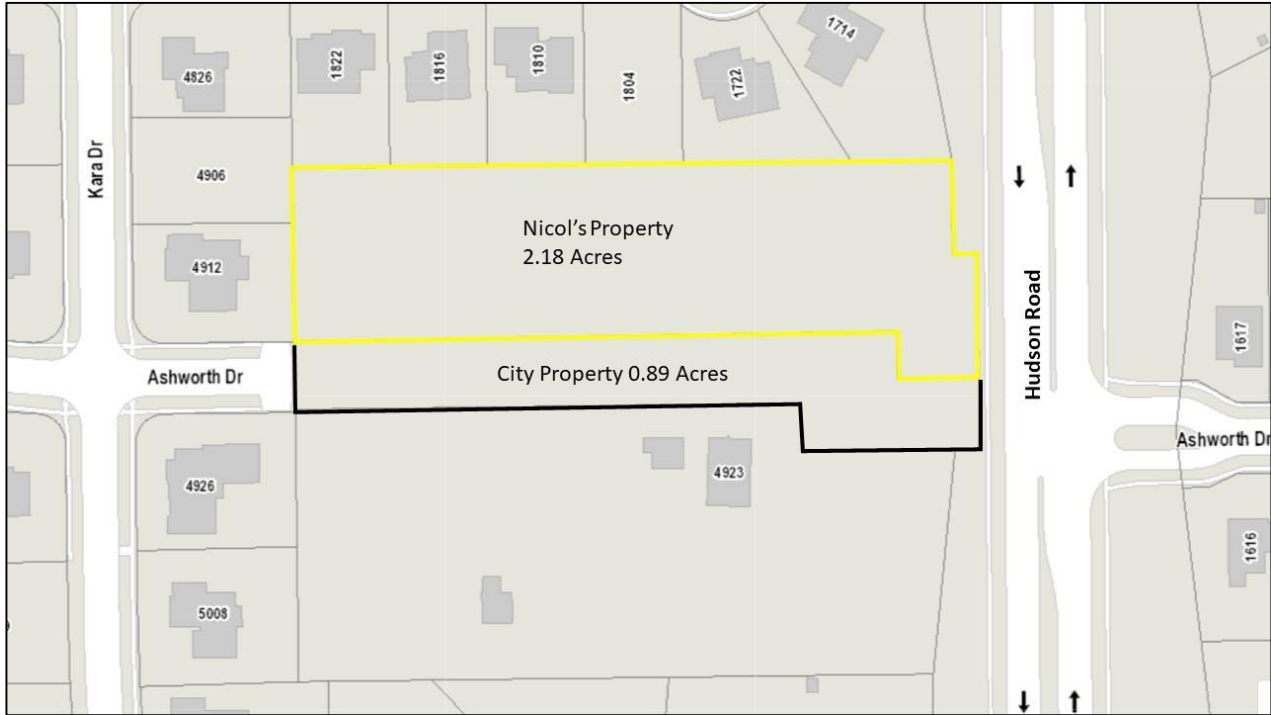 1714
4826
1822
1816
1810
1804
1722
Kara Dr
4906
Nicol's Property
2.18 Acres
4912
Hudson Road
1617
Ashworth Dr
City Property 0.89 Acres
Ashworth Dr
4926
4923
1616
5008